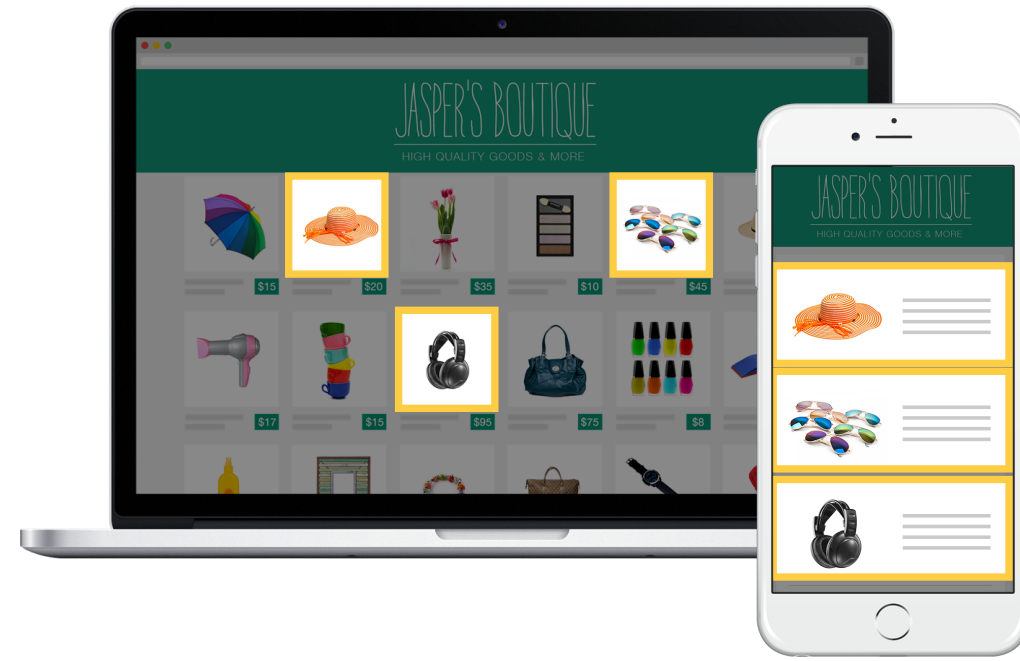 JASPER'S BOUTIQUE
HIGH QUALITY GOODS & MORE
$15
$20
$35
$10
$45
$17
$15
$95
$75
$8
JASPER'S BOUTIQUE
HIGH QUALITY GOODS & MORE